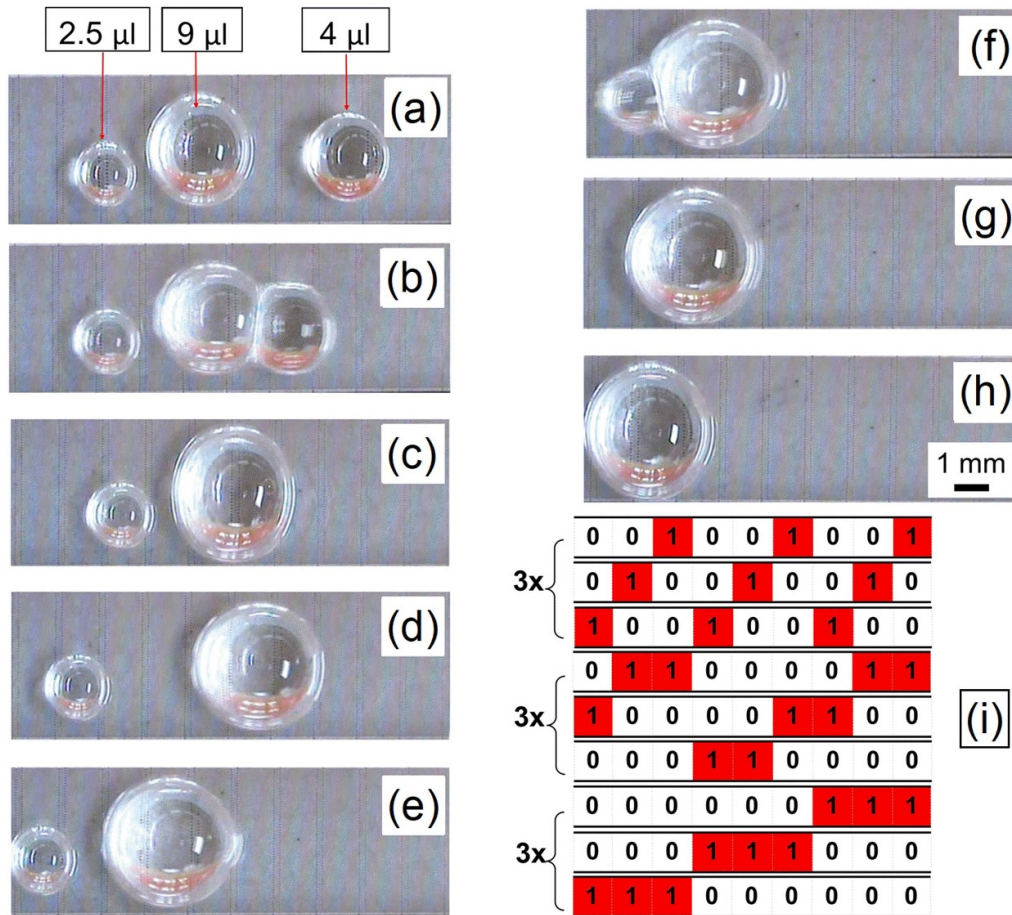 2.5 µl 9 µl 4 µl
(a)
(b)
(c)
(d)
(e)
(f)
(g)
(h)
1 mm
0 0 1 0 0 1 0 0 1
3x 0 1 0 0 1 0 0 1 0
1 0 0 1 0 0 1 0 0
0 1 1 0 0 0 0 1 1
3x 1 0 0 0 0 1 1 0 0
0 0 0 1 1 0 0 0 0
0 0 0 0 0 0 1 1 1
3x 0 0 0 1 1 1 0 0 0
1 1 1 0 0 0 0 0 0
(i)